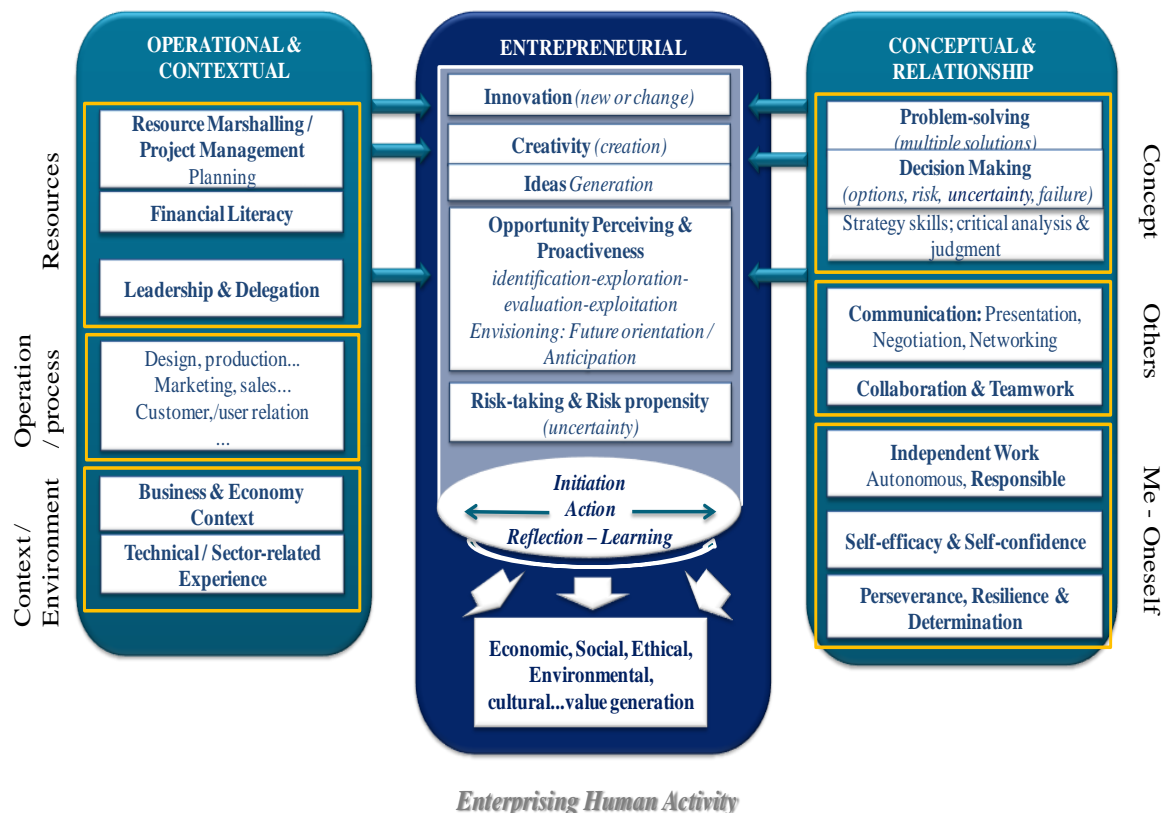 OPERATIONAL &
CONTEXTUAL
Resources
Resource Marshalling /
Project Management
Planning
Financial Literacy
Leadership & Delegation
Operation
/ process
Design, production...
Marketing, sales...
Customer,/user relation
...
Context /
Environment
Business & Economy
Context
Technical / Sector-related
Experience
ENTREPRENEURIAL
Innovation (new or change)
Creativity (creation)
Ideas Generation
Opportunity Perceiving &
Proactiveness
identification-exploration-
evaluation-exploitation
Envisioning: Future orientation /
Anticipation
Risk-taking & Risk propensity
(uncertainty)
Initiation
Action
Reflection – Learning
Economic, Social, Ethical,
Environmental,
cultural...value generation
CONCEPTUAL &
RELATIONSHIP
Concept
Problem-solving
(multiple solutions)
Decision Making
(options, risk, uncertainty, failure)
Strategy skills; critical analysis &
judgment
Others
Communication: Presentation,
Negotiation, Networking
Collaboration & Teamwork
Me - Oneself
Independent Work
Autonomous, Responsible
Self-efficacy & Self-confidence
Perseverance, Resilience &
Determination
Enterprising Human Activity